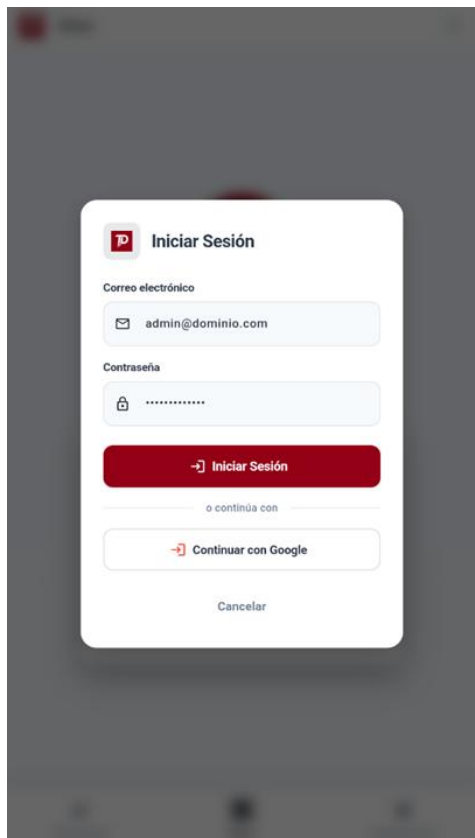 Iniciar Sesión
Correo electrónico
admin@dominio.com
Contraseña
•••••••••••••
Iniciar Sesión
o continúa con
Continuar con Google
Cancelar